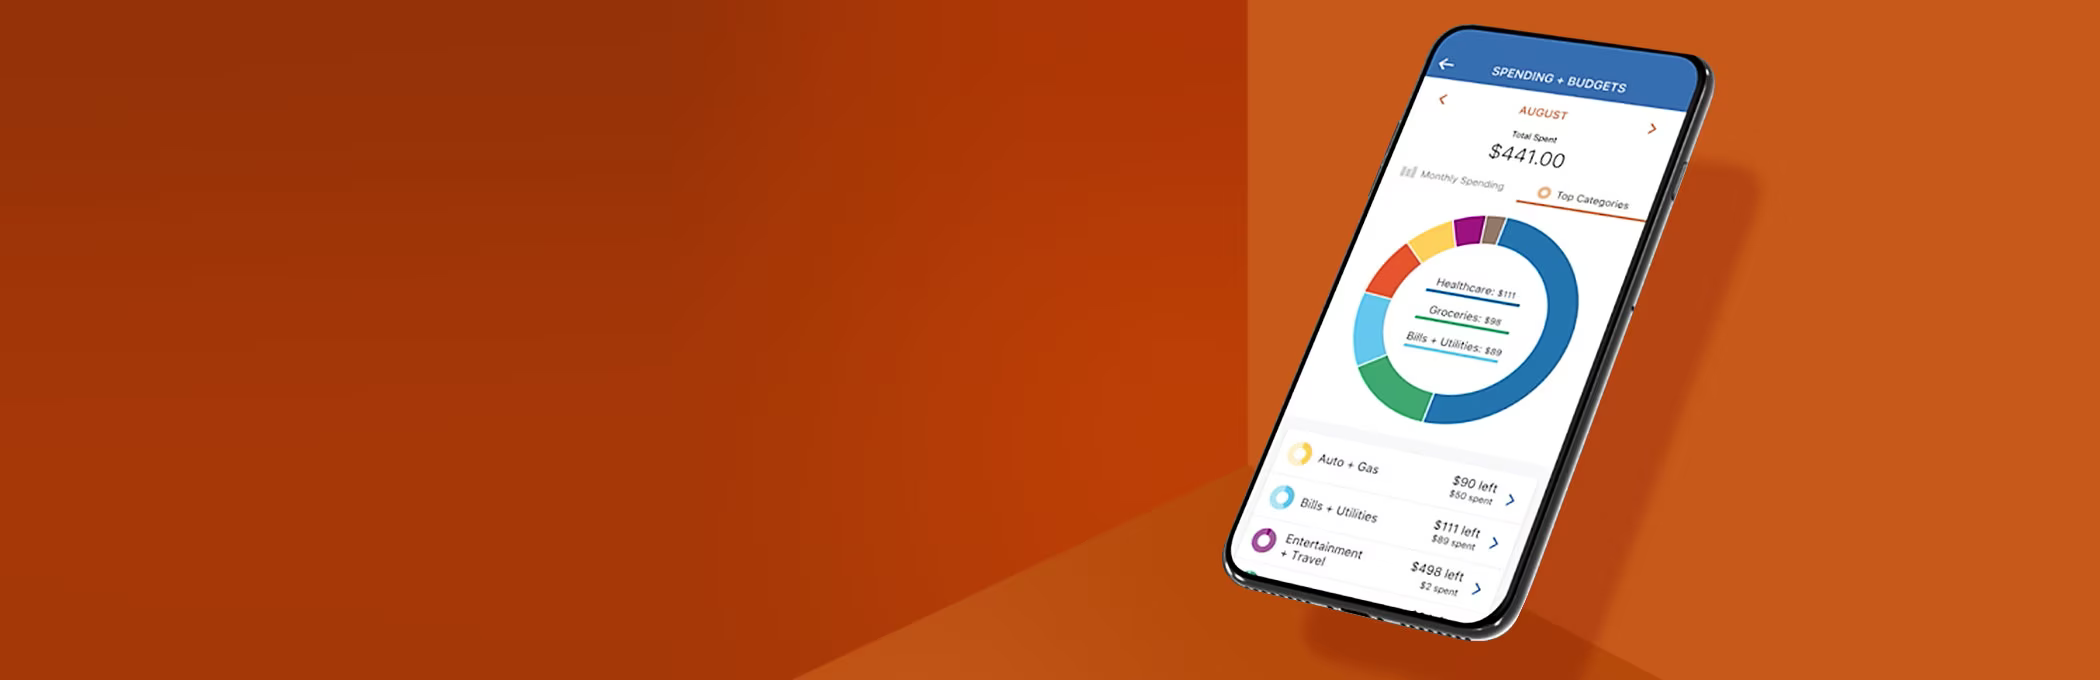 SPENDING + BUDGETS
AUGUST
Total Spent
$441.00
Monthly Spending
Top Categories
Healthcare: $111
Groceries: $98
Bills + Utilities: $89
Auto + Gas
$90 left
$50 spent
Bills + Utilities
$111 left
$89 spent
Entertainment
+ Travel
$498 left
$2 spent